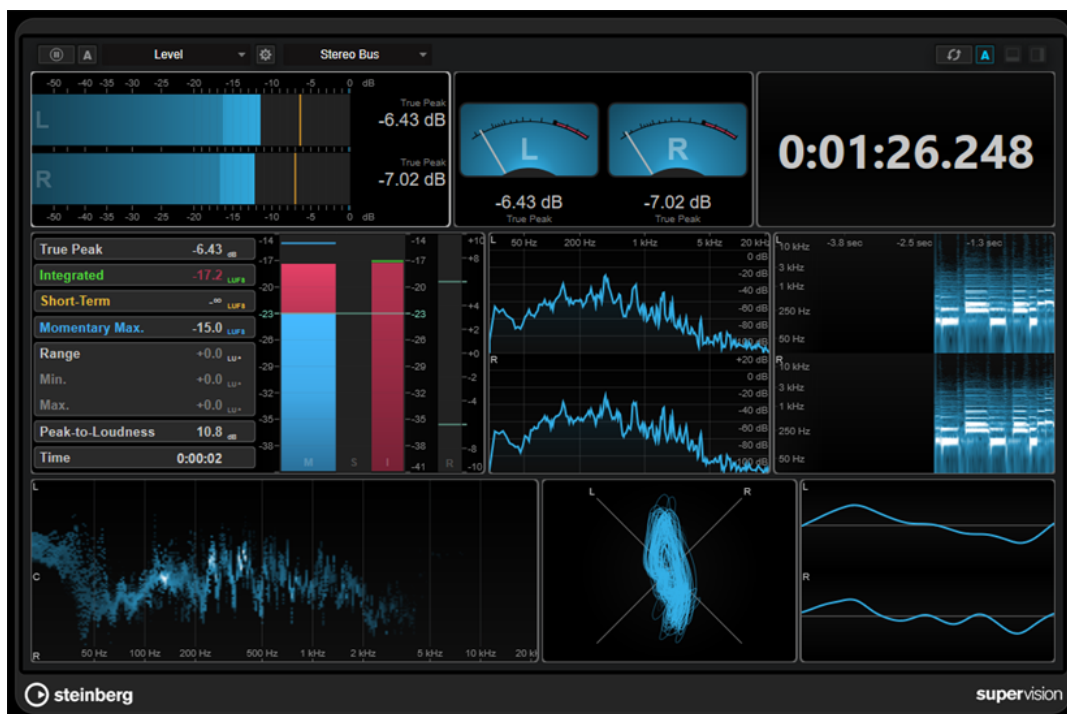 A Level Stereo Bus A
-50 -40 -35 -30 -25 -20 -15 -10 -5 0 dB
L
True Peak
-6.43 dB
R
True Peak
-7.02 dB
-50 -40 -35 -30 -25 -20 -15 -10 -5 0 dB
L
-6.43 dB
True Peak
R
-7.02 dB
True Peak
0:01:26.248
True Peak -6.43 dB
Integrated -17.2 LUFS
Short-Term -∞ LUFS
Momentary Max. -15.0 LUFS
Range +0.0 LU
Min. +0.0 LU
Max. +0.0 LU
Peak-to-Loudness 10.8 dB
Time 0:00:02
-14
-17
-20
-23
-26
-29
-32
-35
-38
M S I R
-14
-17
-20
-23
-26
-29
-32
-35
-38
-41
+10
+8
+4
+2
+0
-2
-4
-8
-10
L 50 Hz 200 Hz 1 kHz 5 kHz 20 kHz
0 dB
-20 dB
-40 dB
-60 dB
-80 dB
R +20 dB
0 dB
-20 dB
-40 dB
-60 dB
-80 dB
-100 dB
L 10 kHz -3.8 sec -2.5 sec -1.3 sec
3 kHz
1 kHz
250 Hz
50 Hz
R 10 kHz
3 kHz
1 kHz
250 Hz
50 Hz
L
C
R 50 Hz 100 Hz 200 Hz 500 Hz 1 kHz 2 kHz 5 kHz 10 kHz
L R
L
R
steinberg
supervision